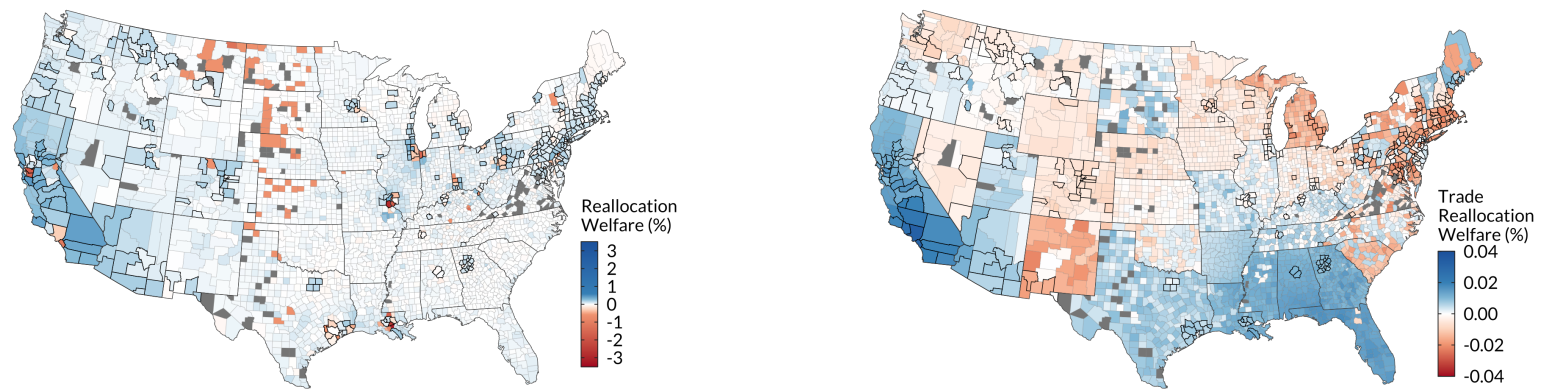 Reallocation
Welfare (%)
3
2
1
0
-1
-2
-3
Trade
Reallocation
Welfare (%)
0.04
0.02
0.00
-0.02
-0.04